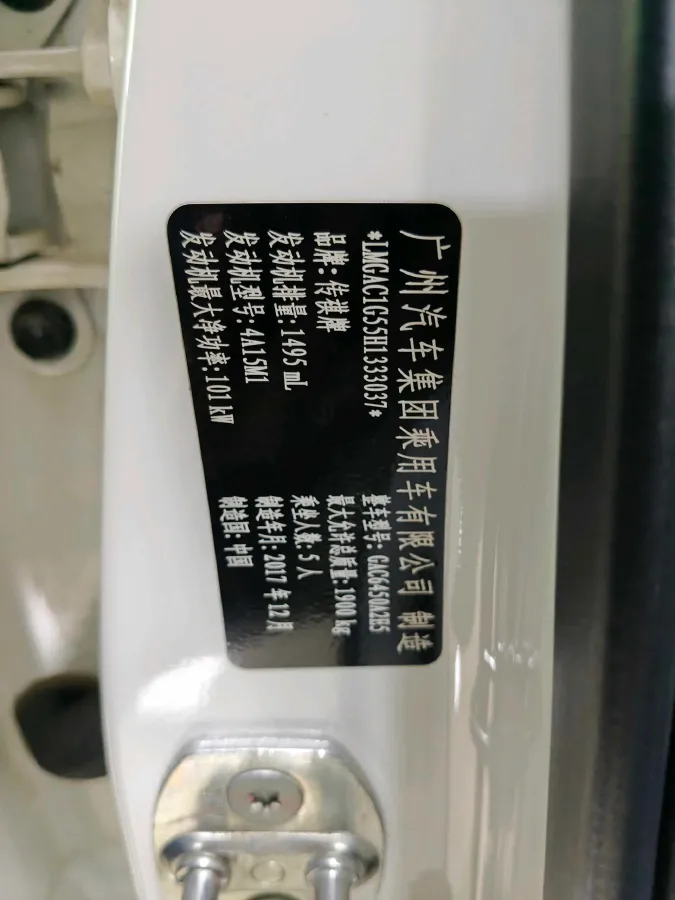 广州汽车集团乘用车有限公司 制造
*LMGAC1G55H1333037*
整车型号: GAC6450A2H5
品牌: 传祺牌
最大允许总质量: 1900 kg
发动机排量: 1495 mL
乘坐人数: 5 人
发动机型号: 4A15M1
制造年月: 2017 年 12 月
发动机最大净功率: 101 kW
制造国: 中国